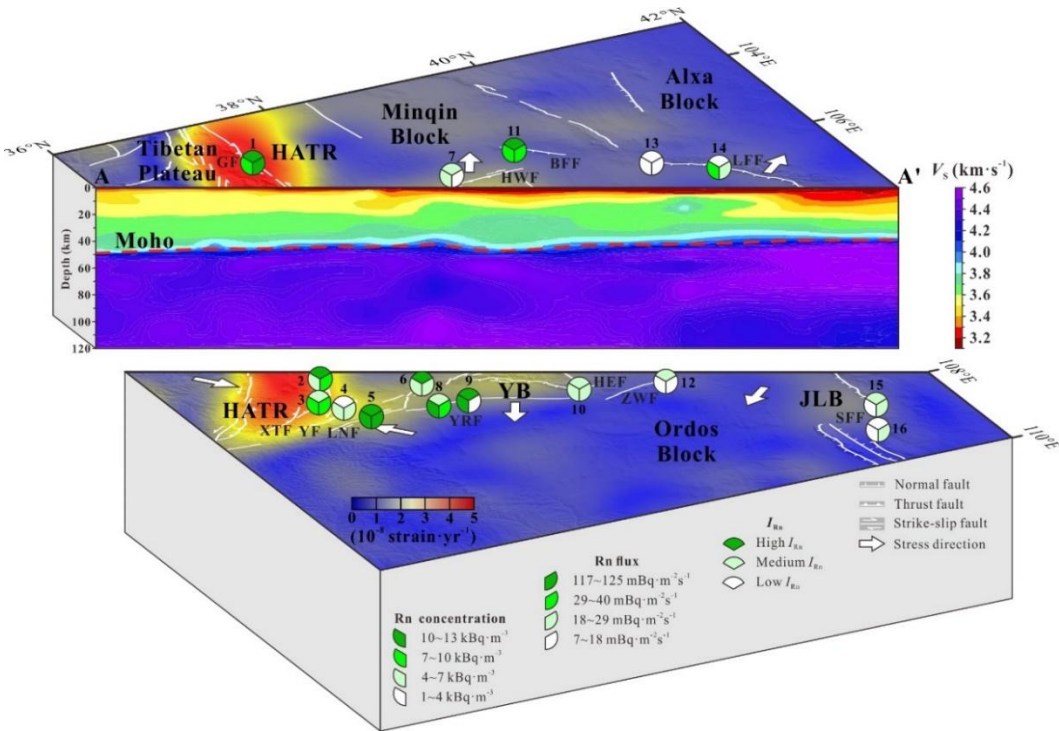 36°N
38°N
40°N
42°N
104°E
106°E
Minqin
Block
Alxa
Block
Tibetan
Plateau
GF
1
HATR
7
11
HWF
BFF
13
14
LFF
A
A'
V_S (km·s⁻¹)
0
20
40
60
80
100
120
Depth(km)
Moho
4.6
4.4
4.2
4.0
3.8
3.6
3.4
3.2
108°E
110°E
HATR
2
3
4
5
XTF
YF
LNF
6
8
9
YRF
YB
10
HEF
ZWF
12
JLB
15
SFF
16
Ordos
Block
0 1 2 3 4 5
(10⁻⁸ strain·yr⁻¹)
Rn concentration
10~13 kBq·m⁻³
7~10 kBq·m⁻³
4~7 kBq·m⁻³
1~4 kBq·m⁻³
Rn flux
117~125 mBq·m⁻²s⁻¹
29~40 mBq·m⁻²s⁻¹
18~29 mBq·m⁻²s⁻¹
7~18 mBq·m⁻²s⁻¹
I_Rn
High I_Rn
Medium I_Rn
Low I_Rn
Normal fault
Thrust fault
Strike-slip fault
Stress direction